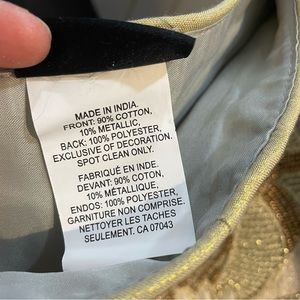 MADE IN INDIA.
FRONT: 90% COTTON,
10% METALLIC,
BACK: 100% POLYESTER,
EXCLUSIVE OF DECORATION.
SPOT CLEAN ONLY.
FABRIQUÉ EN INDE.
DEVANT: 90% COTON,
10% MÉTALLIQUE,
ENDOS: 100% POLYESTER,
GARNITURE NON COMPRISE.
NETTOYER LES TACHES
SEULEMENT. CA 07043